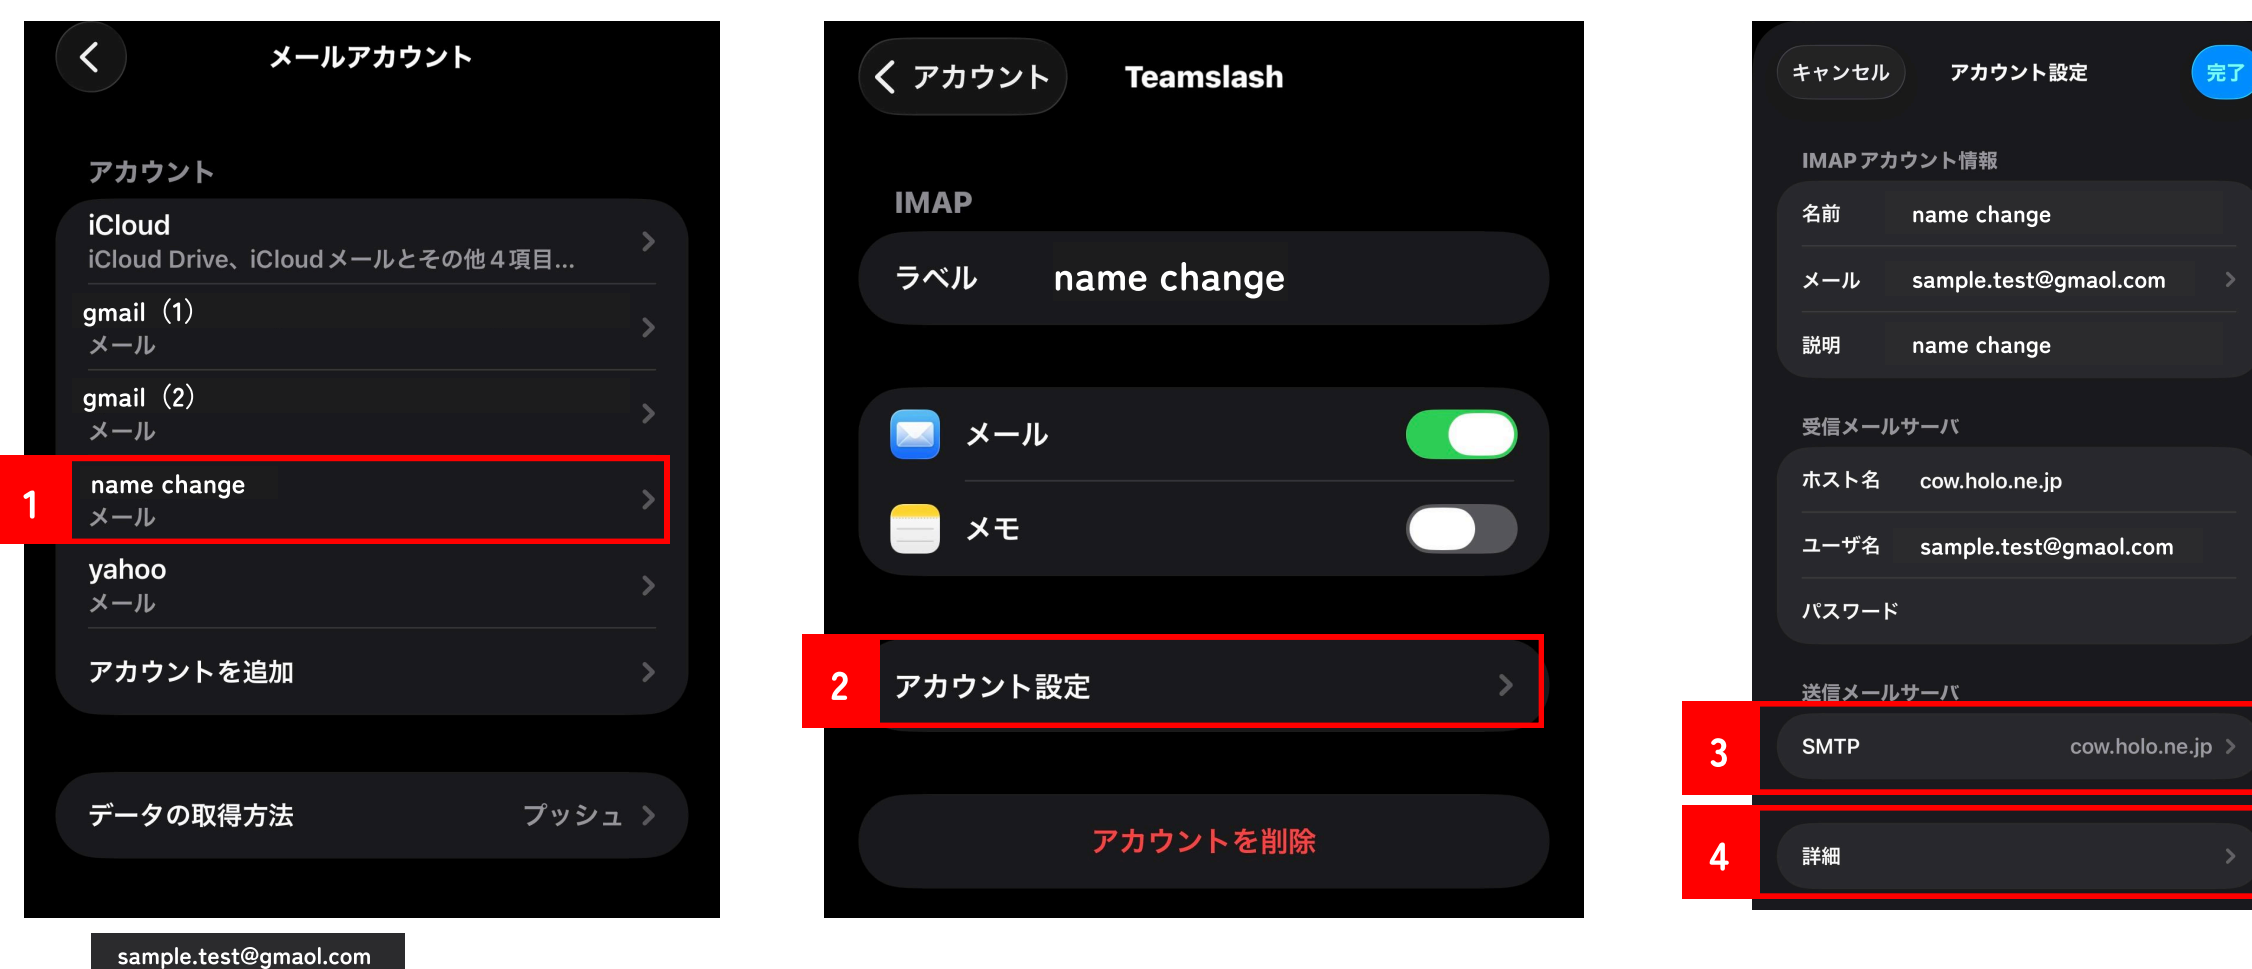 メールアカウント
アカウント
iCloud
iCloud Drive、iCloudメールとその他４項目...
gmail（1）
メール
gmail（2）
メール
1
name change
メール
yahoo
メール
アカウントを追加
データの取得方法 プッシュ
sample.test@gmaol.com
アカウント Teamslash
IMAP
ラベル name change
メール
メモ
2 アカウント設定
アカウントを削除
キャンセル アカウント設定 完了
IMAPアカウント情報
名前 name change
メール sample.test@gmaol.com
説明 name change
受信メールサーバ
ホスト名 cow.holo.ne.jp
ユーザ名 sample.test@gmaol.com
パスワード
送信メールサーバ
3 SMTP cow.holo.ne.jp
4 詳細